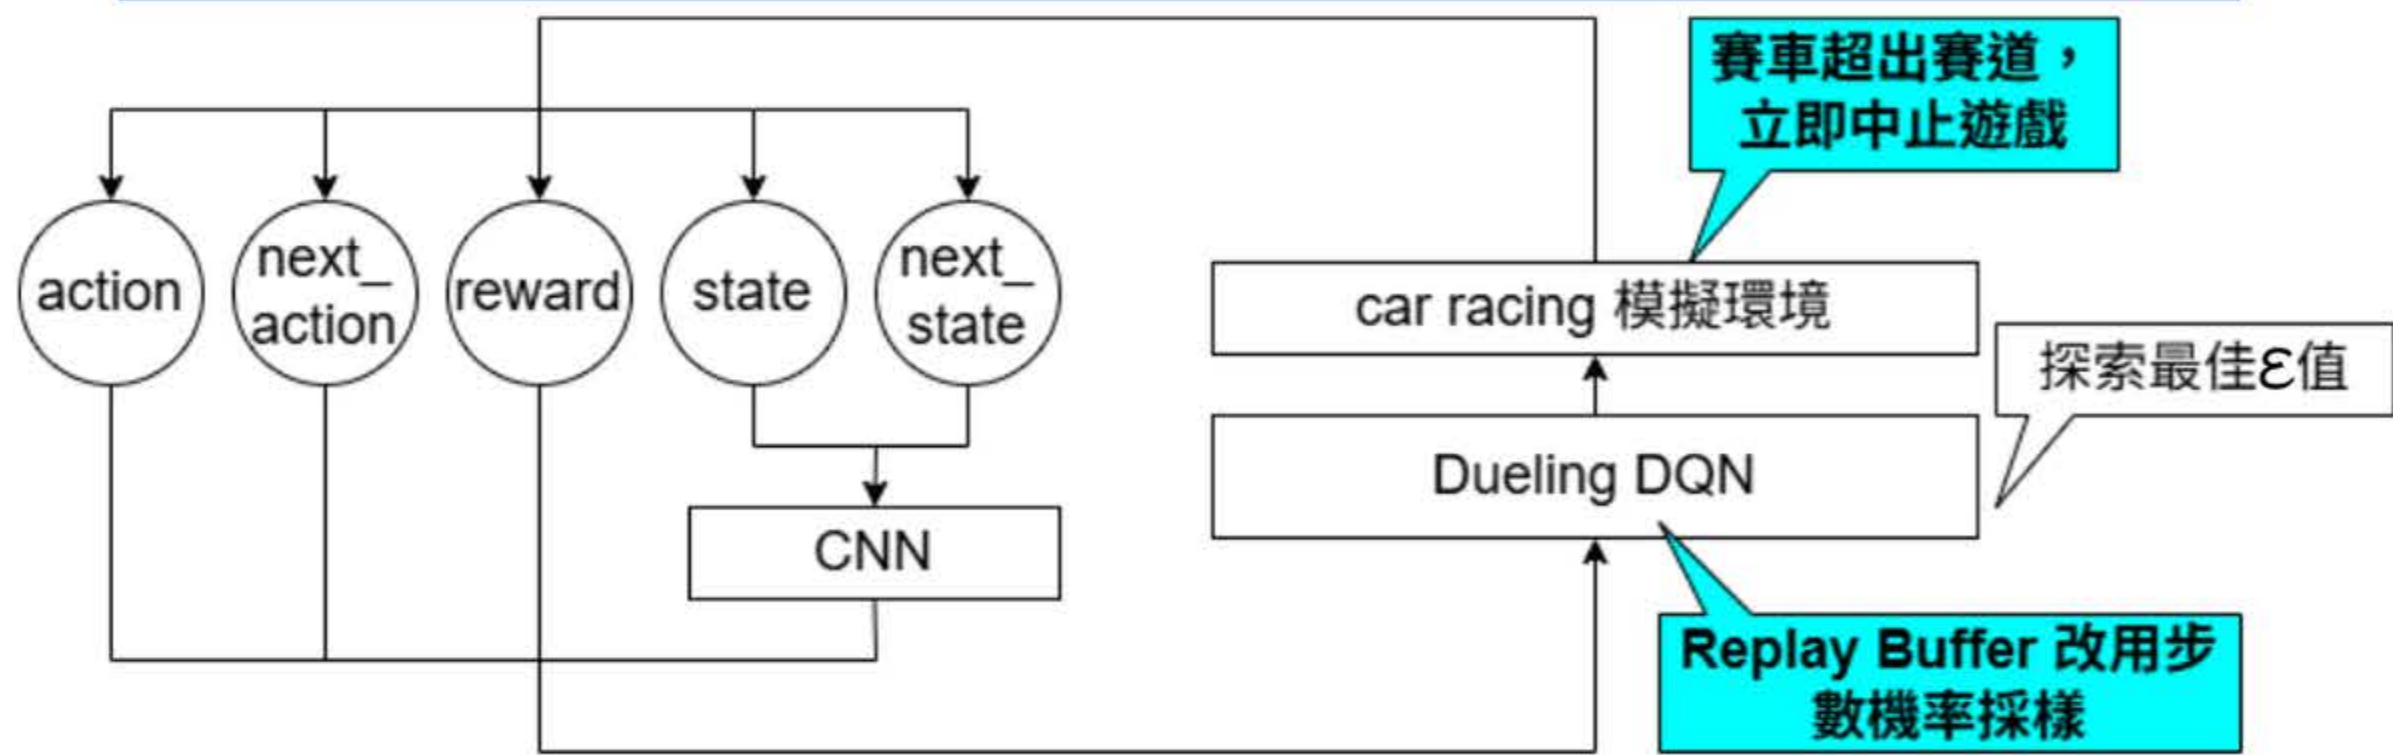 賽車超出賽道，
立即中止遊戲
action
next_
action
reward
state
next_
state
car racing 模擬環境
探索最佳ε值
Dueling DQN
CNN
Replay Buffer 改用步
數機率採樣